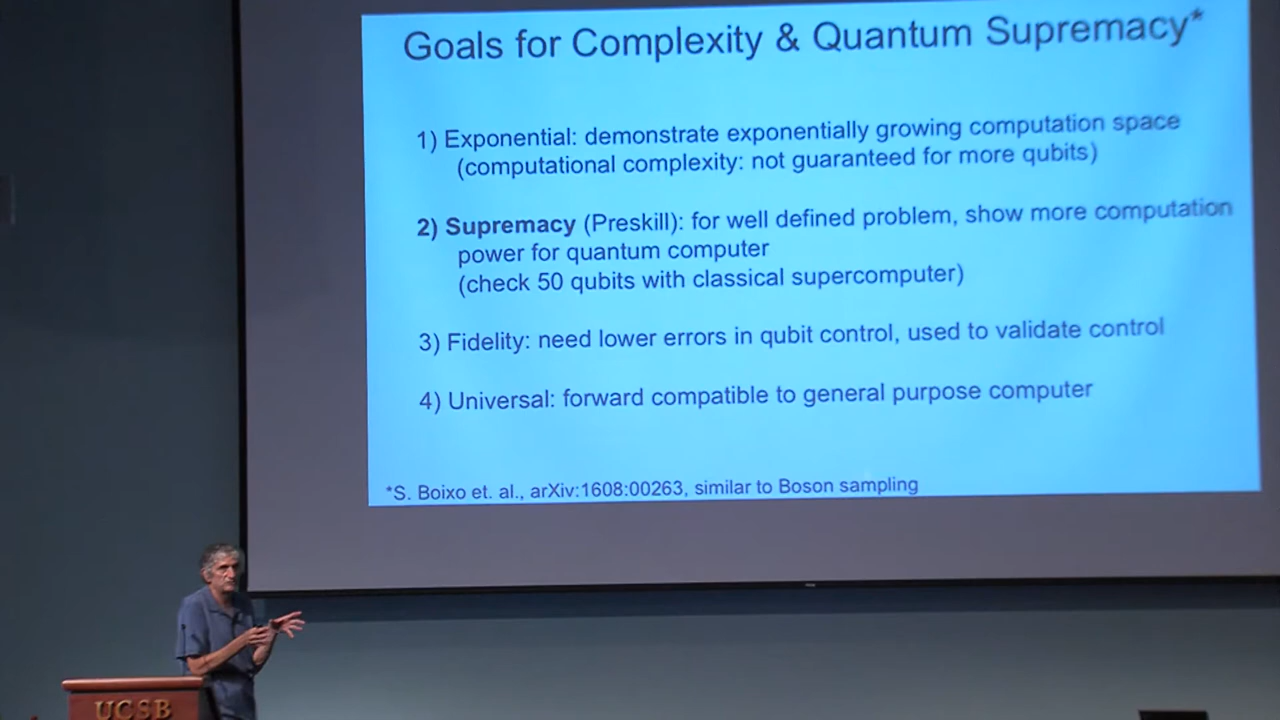 Goals for Complexity & Quantum Supremacy*
1) Exponential: demonstrate exponentially growing computation space
(computational complexity: not guaranteed for more qubits)
2) Supremacy (Preskill): for well defined problem, show more computation
power for quantum computer
(check 50 qubits with classical supercomputer)
3) Fidelity: need lower errors in qubit control, used to validate control
4) Universal: forward compatible to general purpose computer
*S. Boixo et. al., arXiv:1608:00263, similar to Boson sampling
UCSB